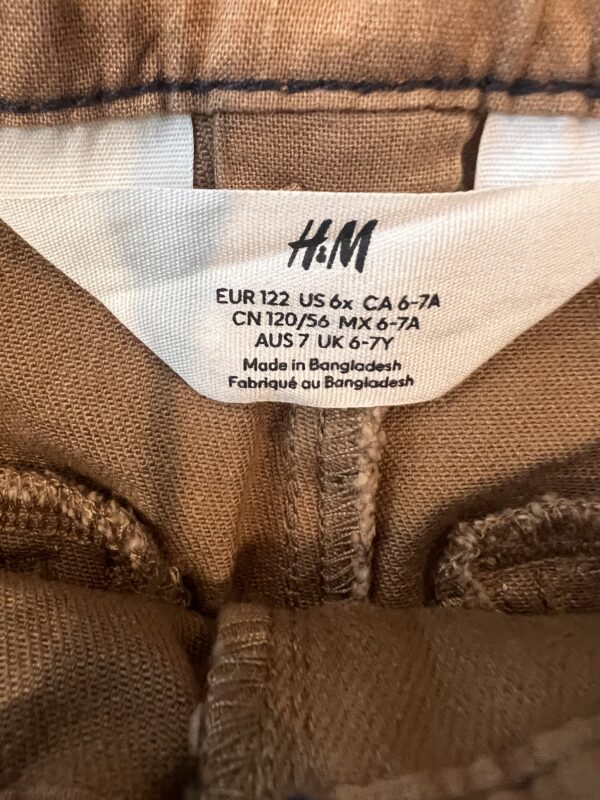 H&M
EUR 122 US 6x CA 6-7A
CN 120/56 MX 6-7A
AUS 7 UK 6-7Y
Made in Bangladesh
Fabriqué au Bangladesh